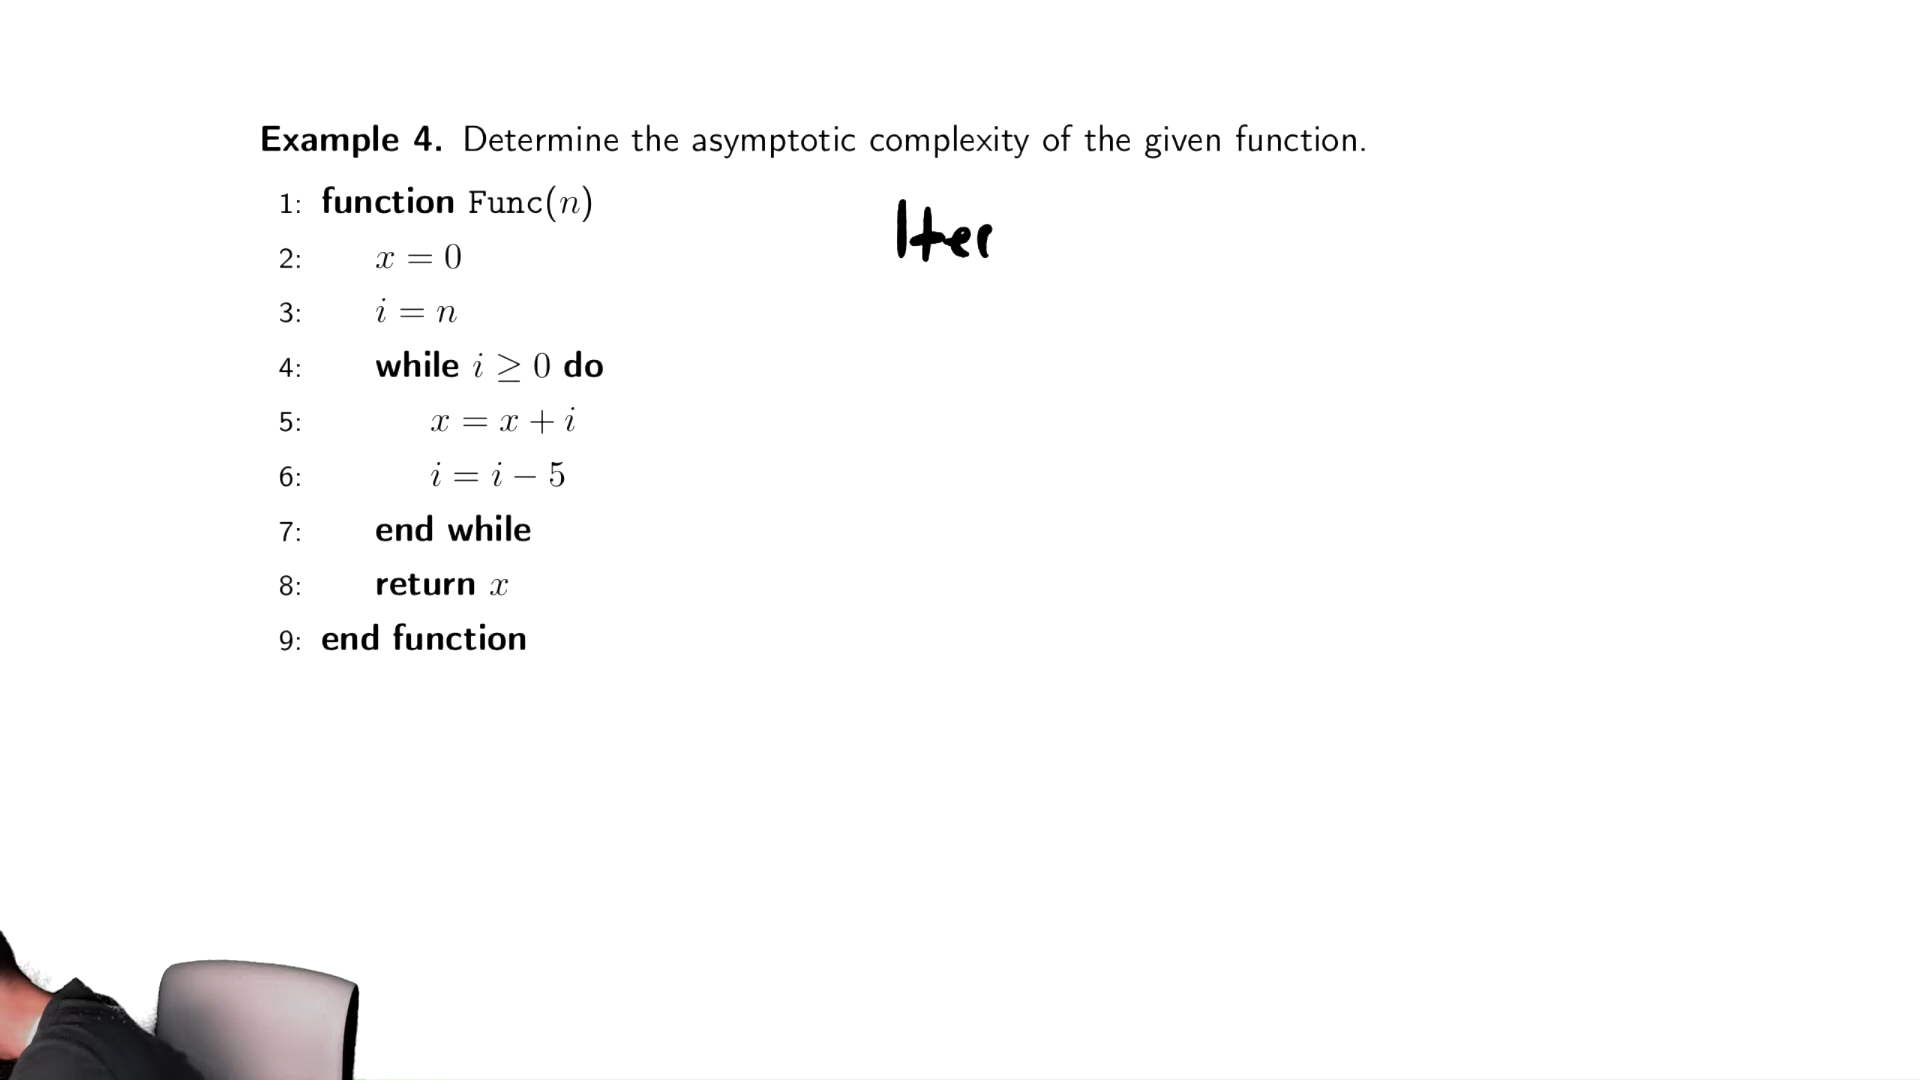 Example 4. Determine the asymptotic complexity of the given function.
1: function Func(n)
Iter
2: x = 0
3: i = n
4: while i ≥ 0 do
5: x = x + i
6: i = i − 5
7: end while
8: return x
9: end function